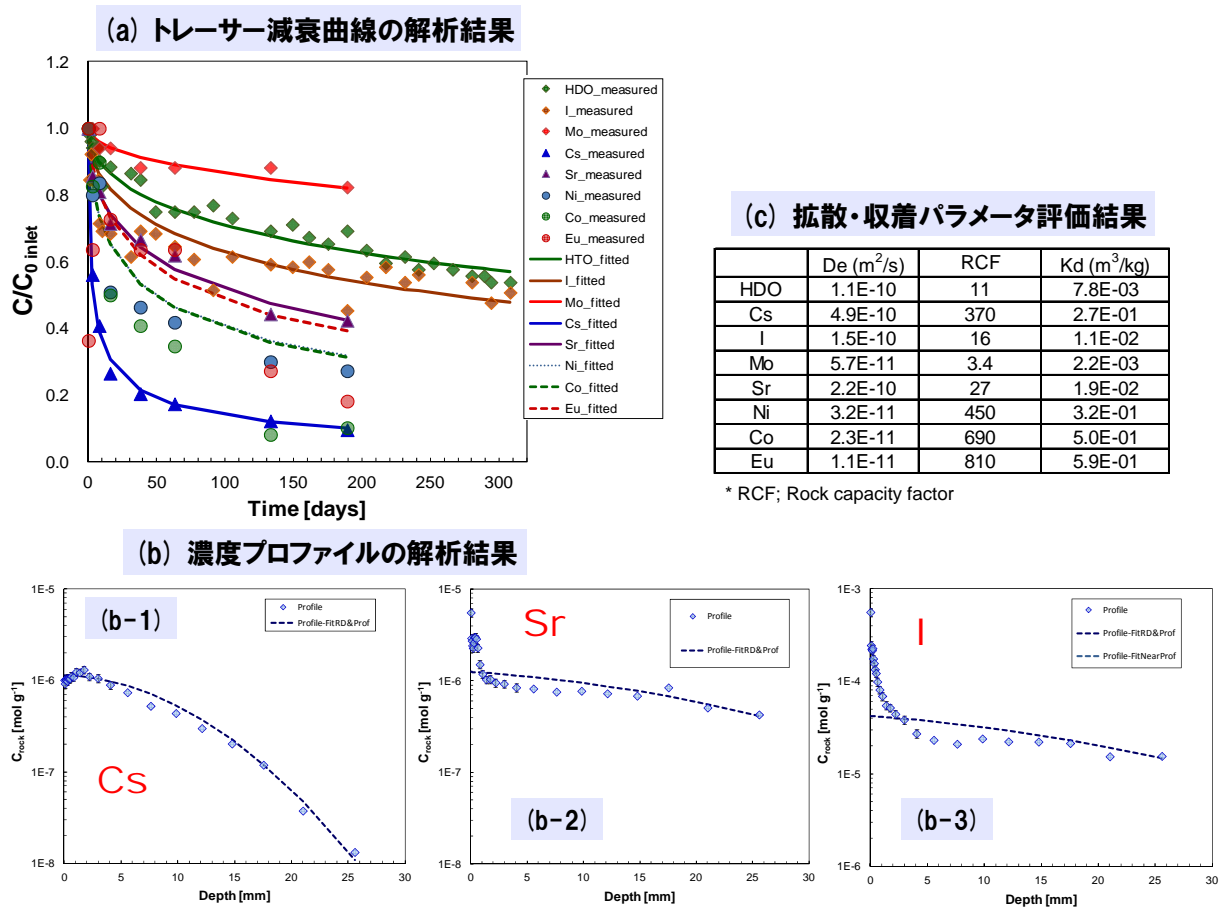 (a) トレーサー減衰曲線の解析結果
1.2
1.0
0.8
0.6
0.4
0.2
0.0
C/C0 inlet
0 50 100 150 200 250 300
Time [days]
HDO_measured
I_measured
Mo_measured
Cs_measured
Sr_measured
Ni_measured
Co_measured
Eu_measured
HTO_fitted
I_fitted
Mo_fitted
Cs_fitted
Sr_fitted
Ni_fitted
Co_fitted
Eu_fitted
(c) 拡散・収着パラメータ評価結果
De (m2/s) RCF Kd (m3/kg)
HDO 1.1E-10 11 7.8E-03
Cs 4.9E-10 370 2.7E-01
I 1.5E-10 16 1.1E-02
Mo 5.7E-11 3.4 2.2E-03
Sr 2.2E-10 27 1.9E-02
Ni 3.2E-11 450 3.2E-01
Co 2.3E-11 690 5.0E-01
Eu 1.1E-11 810 5.9E-01
* RCF; Rock capacity factor
(b) 濃度プロファイルの解析結果
1E-5
1E-6
1E-7
1E-8
Crock [mol g-1]
(b-1)
Profile
Profile-FitRD&Prof
Cs
0 5 10 15 20 25 30
Depth [mm]
1E-5
1E-6
1E-7
1E-8
Crock [mol g-1]
Sr
Profile
Profile-FitRD&Prof
(b-2)
0 5 10 15 20 25 30
Depth [mm]
1E-3
1E-4
1E-5
1E-6
Crock [mol g-1]
I
Profile
Profile-FitRD&Prof
Profile-FitNearProf
(b-3)
0 5 10 15 20 25 30
Depth [mm]